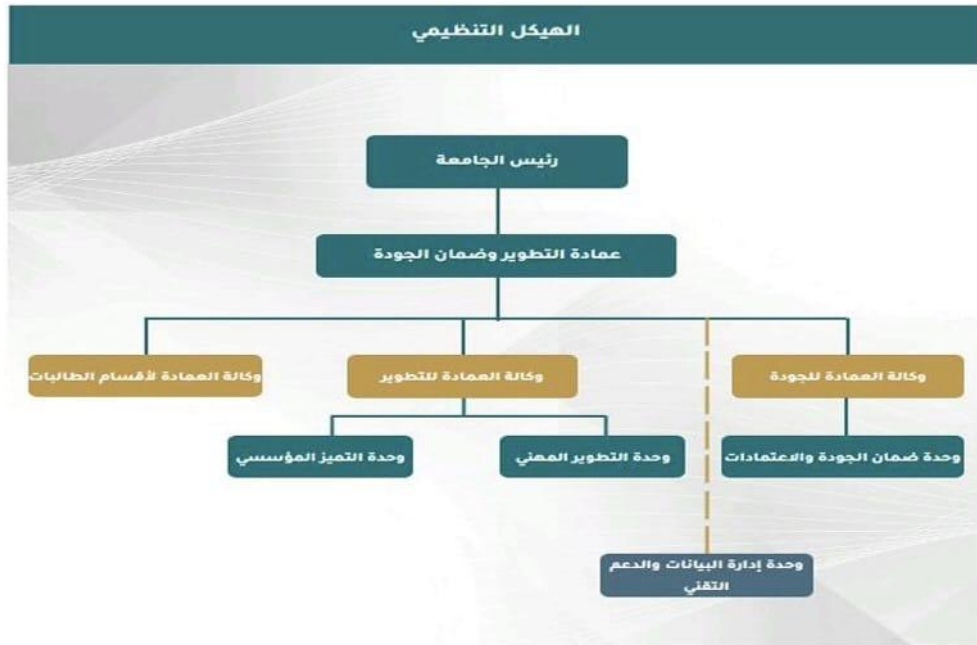 الهيكل التنظيمي
رئيس الجامعة
عمادة التطوير وضمان الجودة
وكالة العمادة للجودة
وكالة العمادة للتطوير
وكالة العمادة لأقسام الطالبات
وحدة ضمان الجودة والاعتمادات
وحدة التطوير المهني
وحدة التميز المؤسسي
وحدة إدارة البيانات والدعم
التقني